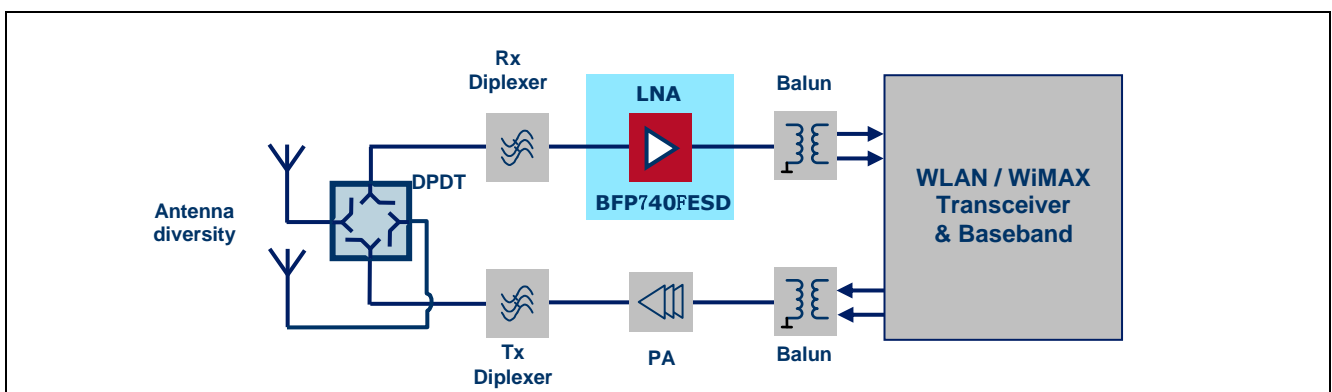 Rx
Diplexer
LNA
Balun
DPDT
BFP740FESD
WLAN / WiMAX
Transceiver
& Baseband
Antenna
diversity
Tx
Diplexer
PA
Balun